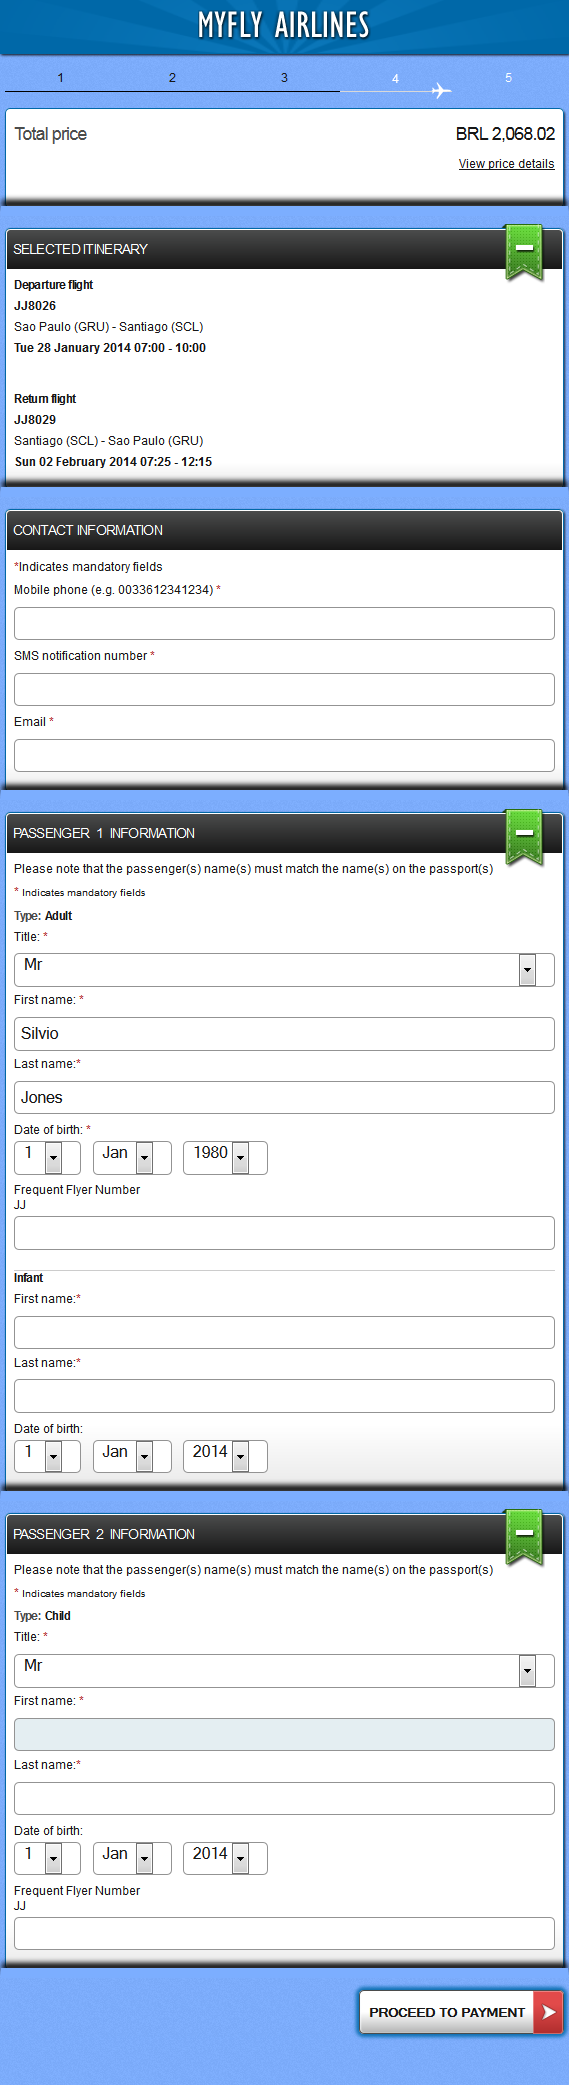 MYFLY AIRLINES
1 2 3 4 5
Total price BRL 2,068.02
View price details
SELECTED ITINERARY
Departure flight
JJ8026
Sao Paulo (GRU) - Santiago (SCL)
Tue 28 January 2014 07:00 - 10:00
Return flight
JJ8029
Santiago (SCL) - Sao Paulo (GRU)
Sun 02 February 2014 07:25 - 12:15
CONTACT INFORMATION
*Indicates mandatory fields
Mobile phone (e.g. 0033612341234) *
SMS notification number *
Email *
PASSENGER 1 INFORMATION
Please note that the passenger(s) name(s) must match the name(s) on the passport(s)
* Indicates mandatory fields
Type: Adult
Title: *
Mr
First name: *
Silvio
Last name:*
Jones
Date of birth: *
1 Jan 1980
Frequent Flyer Number
JJ
Infant
First name:*
Last name:*
Date of birth:
1 Jan 2014
PASSENGER 2 INFORMATION
Please note that the passenger(s) name(s) must match the name(s) on the passport(s)
* Indicates mandatory fields
Type: Child
Title: *
Mr
First name: *
Last name:*
Date of birth:
1 Jan 2014
Frequent Flyer Number
JJ
PROCEED TO PAYMENT